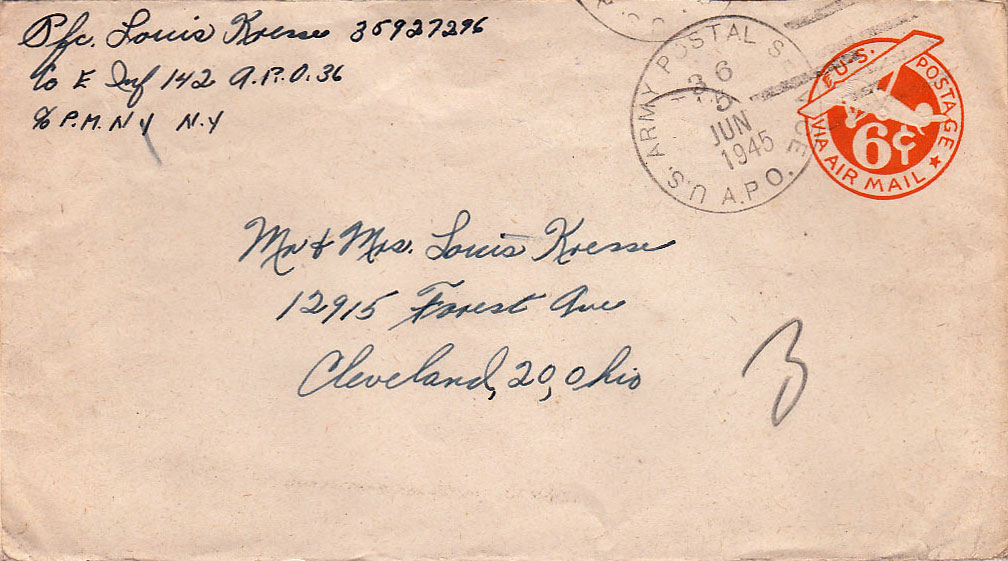 Pfc. Louis Kresse 35927296
Co E Inf 142 A.P.O. 36
c/o P.M. N Y N.Y
U.S. ARMY POSTAL SERVICE
36
5
JUN
1945
A.P.O.
U.S. POSTAGE
6¢
VIA AIR MAIL
Mr & Mrs. Louis Kresse
12915 Forest Ave
Cleveland, 20, Ohio
3